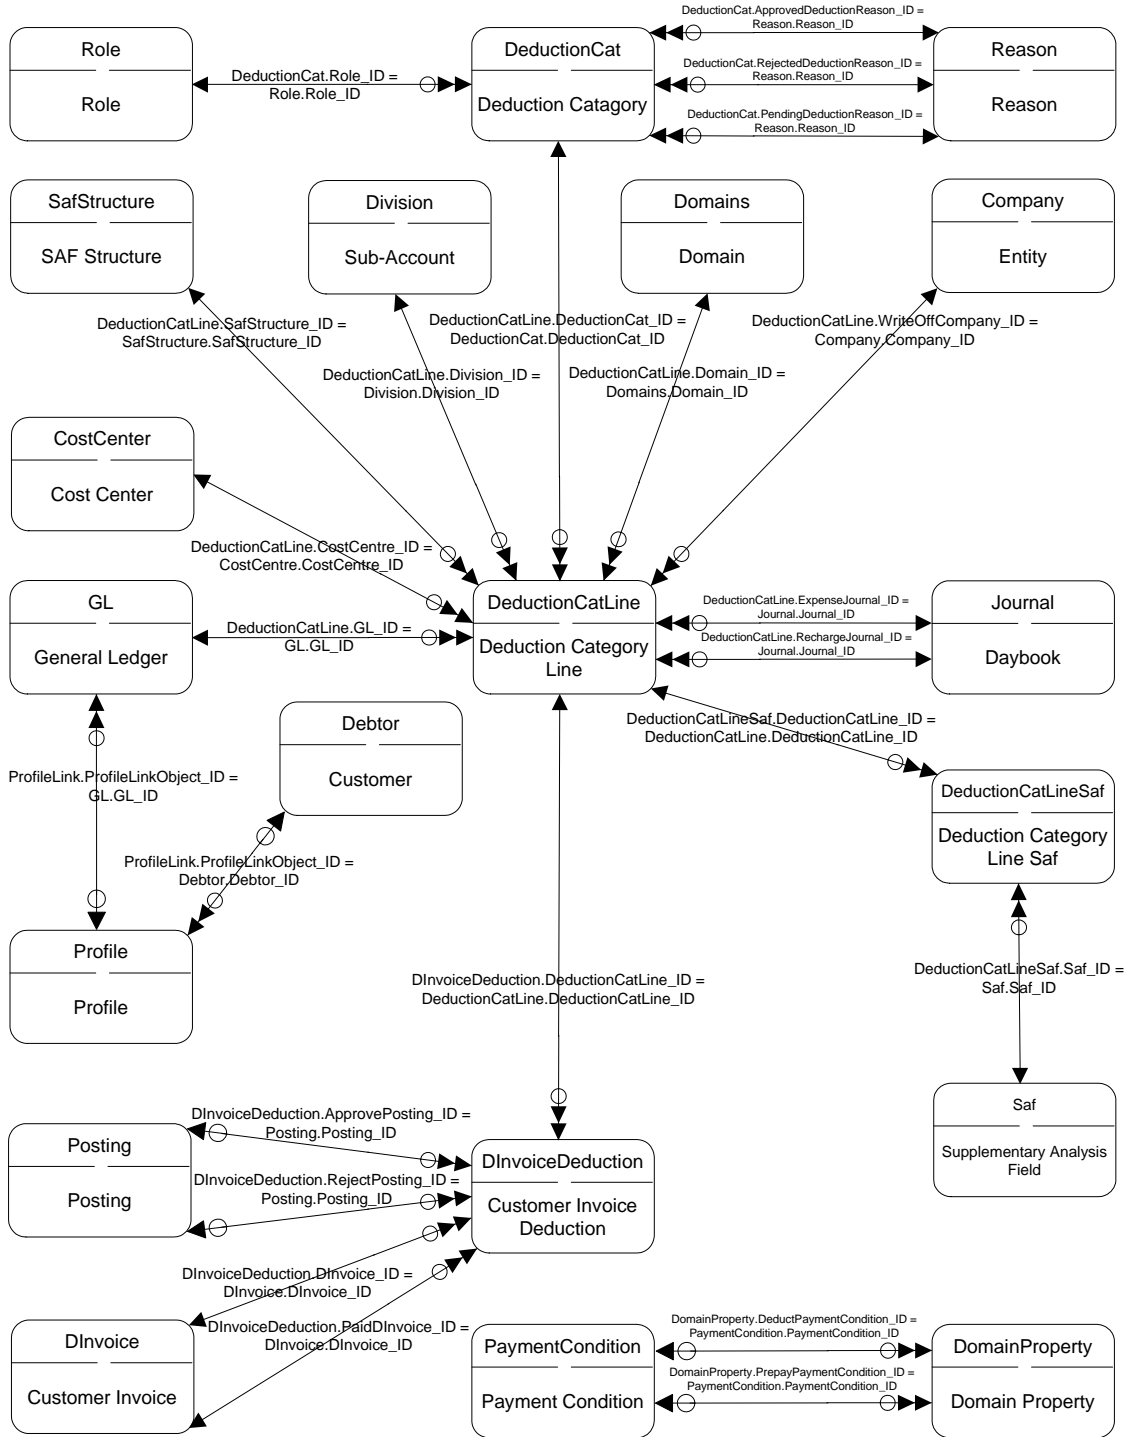 DeductionCat.ApprovedDeductionReason_ID =
Reason.Reason_ID
Role
Role
DeductionCat.Role_ID =
Role.Role_ID
DeductionCat
Deduction Catagory
DeductionCat.RejectedDeductionReason_ID =
Reason.Reason_ID
DeductionCat.PendingDeductionReason_ID =
Reason.Reason_ID
Reason
Reason
SafStructure
SAF Structure
Division
Sub-Account
Domains
Domain
Company
Entity
DeductionCatLine.SafStructure_ID =
SafStructure.SafStructure_ID
DeductionCatLine.DeductionCat_ID =
DeductionCat.DeductionCat_ID
DeductionCatLine.WriteOffCompany_ID =
Company.Company_ID
DeductionCatLine.Division_ID =
Division.Division_ID
DeductionCatLine.Domain_ID =
Domains.Domain_ID
CostCenter
Cost Center
DeductionCatLine.CostCentre_ID =
CostCentre.CostCentre_ID
GL
General Ledger
DeductionCatLine.GL_ID =
GL.GL_ID
DeductionCatLine
Deduction Category
Line
DeductionCatLine.ExpenseJournal_ID =
Journal.Journal_ID
DeductionCatLine.RechargeJournal_ID =
Journal.Journal_ID
Journal
Daybook
Debtor
Customer
DeductionCatLineSaf.DeductionCatLine_ID =
DeductionCatLine.DeductionCatLine_ID
ProfileLink.ProfileLinkObject_ID =
GL.GL_ID
DeductionCatLineSaf
Deduction Category
Line Saf
ProfileLink.ProfileLinkObject_ID =
Debtor.Debtor_ID
Profile
Profile
DInvoiceDeduction.DeductionCatLine_ID =
DeductionCatLine.DeductionCatLine_ID
DeductionCatLineSaf.Saf_ID =
Saf.Saf_ID
Saf
Supplementary Analysis
Field
DInvoiceDeduction.ApprovePosting_ID =
Posting.Posting_ID
Posting
Posting
DInvoiceDeduction.RejectPosting_ID =
Posting.Posting_ID
DInvoiceDeduction
Customer Invoice
Deduction
DInvoiceDeduction.DInvoice_ID =
DInvoice.DInvoice_ID
DInvoiceDeduction.PaidDInvoice_ID =
DInvoice.DInvoice_ID
DInvoice
Customer Invoice
PaymentCondition
Payment Condition
DomainProperty.DeductPaymentCondition_ID =
PaymentCondition.PaymentCondition_ID
DomainProperty.PrepayPaymentCondition_ID =
PaymentCondition.PaymentCondition_ID
DomainProperty
Domain Property